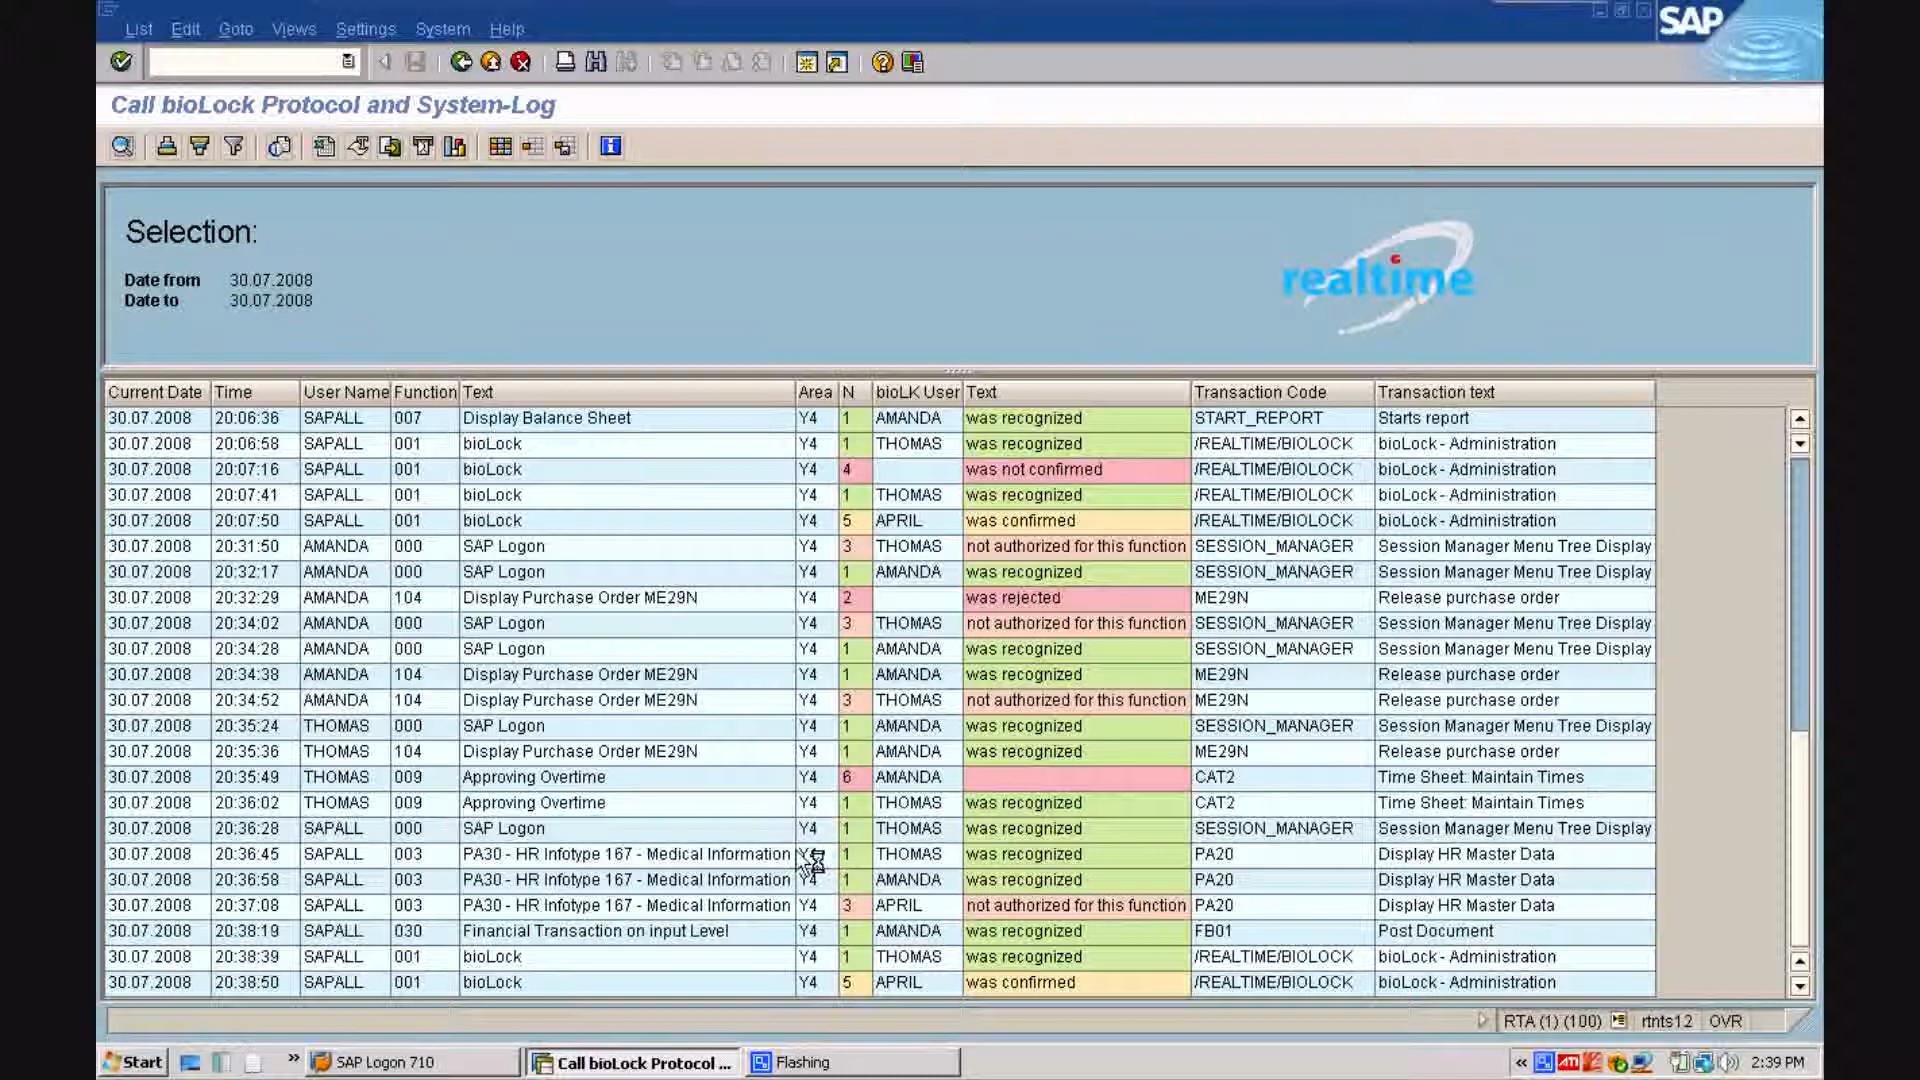 List Edit Goto Views Settings System Help
SAP
Call bioLock Protocol and System-Log
Selection:
Date from 30.07.2008
Date to 30.07.2008
realtime
Current Date Time User Name Function Text Area N bioLK User Text Transaction Code Transaction text
30.07.2008 20:06:36 SAPALL 007 Display Balance Sheet Y4 1 AMANDA was recognized START_REPORT Starts report
30.07.2008 20:06:58 SAPALL 001 bioLock Y4 1 THOMAS was recognized /REALTIME/BIOLOCK bioLock - Administration
30.07.2008 20:07:16 SAPALL 001 bioLock Y4 4 was not confirmed /REALTIME/BIOLOCK bioLock - Administration
30.07.2008 20:07:41 SAPALL 001 bioLock Y4 1 THOMAS was recognized /REALTIME/BIOLOCK bioLock - Administration
30.07.2008 20:07:50 SAPALL 001 bioLock Y4 5 APRIL was confirmed /REALTIME/BIOLOCK bioLock - Administration
30.07.2008 20:31:50 AMANDA 000 SAP Logon Y4 3 THOMAS not authorized for this function SESSION_MANAGER Session Manager Menu Tree Display
30.07.2008 20:32:17 AMANDA 000 SAP Logon Y4 1 AMANDA was recognized SESSION_MANAGER Session Manager Menu Tree Display
30.07.2008 20:32:29 AMANDA 104 Display Purchase Order ME29N Y4 2 was rejected ME29N Release purchase order
30.07.2008 20:34:02 AMANDA 000 SAP Logon Y4 3 THOMAS not authorized for this function SESSION_MANAGER Session Manager Menu Tree Display
30.07.2008 20:34:28 AMANDA 000 SAP Logon Y4 1 AMANDA was recognized SESSION_MANAGER Session Manager Menu Tree Display
30.07.2008 20:34:38 AMANDA 104 Display Purchase Order ME29N Y4 1 AMANDA was recognized ME29N Release purchase order
30.07.2008 20:34:52 AMANDA 104 Display Purchase Order ME29N Y4 3 THOMAS not authorized for this function ME29N Release purchase order
30.07.2008 20:35:24 THOMAS 000 SAP Logon Y4 1 AMANDA was recognized SESSION_MANAGER Session Manager Menu Tree Display
30.07.2008 20:35:36 THOMAS 104 Display Purchase Order ME29N Y4 1 AMANDA was recognized ME29N Release purchase order
30.07.2008 20:35:49 THOMAS 009 Approving Overtime Y4 6 AMANDA CAT2 Time Sheet: Maintain Times
30.07.2008 20:36:02 THOMAS 009 Approving Overtime Y4 1 THOMAS was recognized CAT2 Time Sheet: Maintain Times
30.07.2008 20:36:28 SAPALL 000 SAP Logon Y4 1 THOMAS was recognized SESSION_MANAGER Session Manager Menu Tree Display
30.07.2008 20:36:45 SAPALL 003 PA30 - HR Infotype 167 - Medical Information 1 THOMAS was recognized PA20 Display HR Master Data
30.07.2008 20:36:58 SAPALL 003 PA30 - HR Infotype 167 - Medical Information Y4 1 AMANDA was recognized PA20 Display HR Master Data
30.07.2008 20:37:08 SAPALL 003 PA30 - HR Infotype 167 - Medical Information Y4 3 APRIL not authorized for this function PA20 Display HR Master Data
30.07.2008 20:38:19 SAPALL 030 Financial Transaction on input Level Y4 1 AMANDA was recognized FB01 Post Document
30.07.2008 20:38:39 SAPALL 001 bioLock Y4 1 THOMAS was recognized /REALTIME/BIOLOCK bioLock - Administration
30.07.2008 20:38:50 SAPALL 001 bioLock Y4 5 APRIL was confirmed /REALTIME/BIOLOCK bioLock - Administration
RTA (1) (100) rtnts12 OVR
Start » SAP Logon 710 Call bioLock Protocol ... Flashing « ATI 2:39 PM